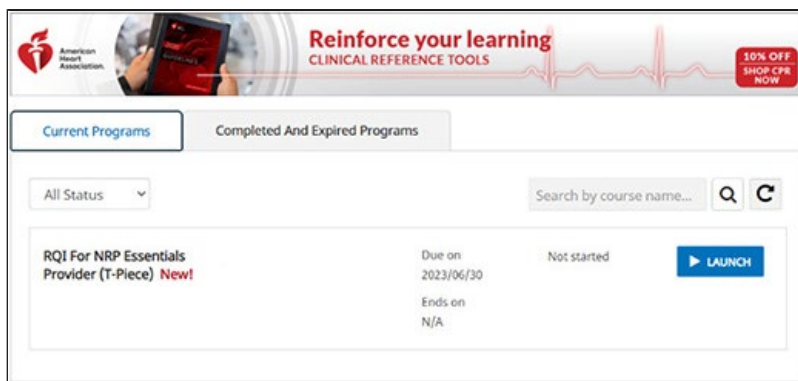 American
Heart
Association.
GUIDELINES
Reinforce your learning
CLINICAL REFERENCE TOOLS
10% OFF
SHOP CPR
NOW
Current Programs
Completed And Expired Programs
All Status
Search by course name...
RQI For NRP Essentials
Provider (T-Piece) New!
Due on
2023/06/30
Ends on
N/A
Not started
LAUNCH